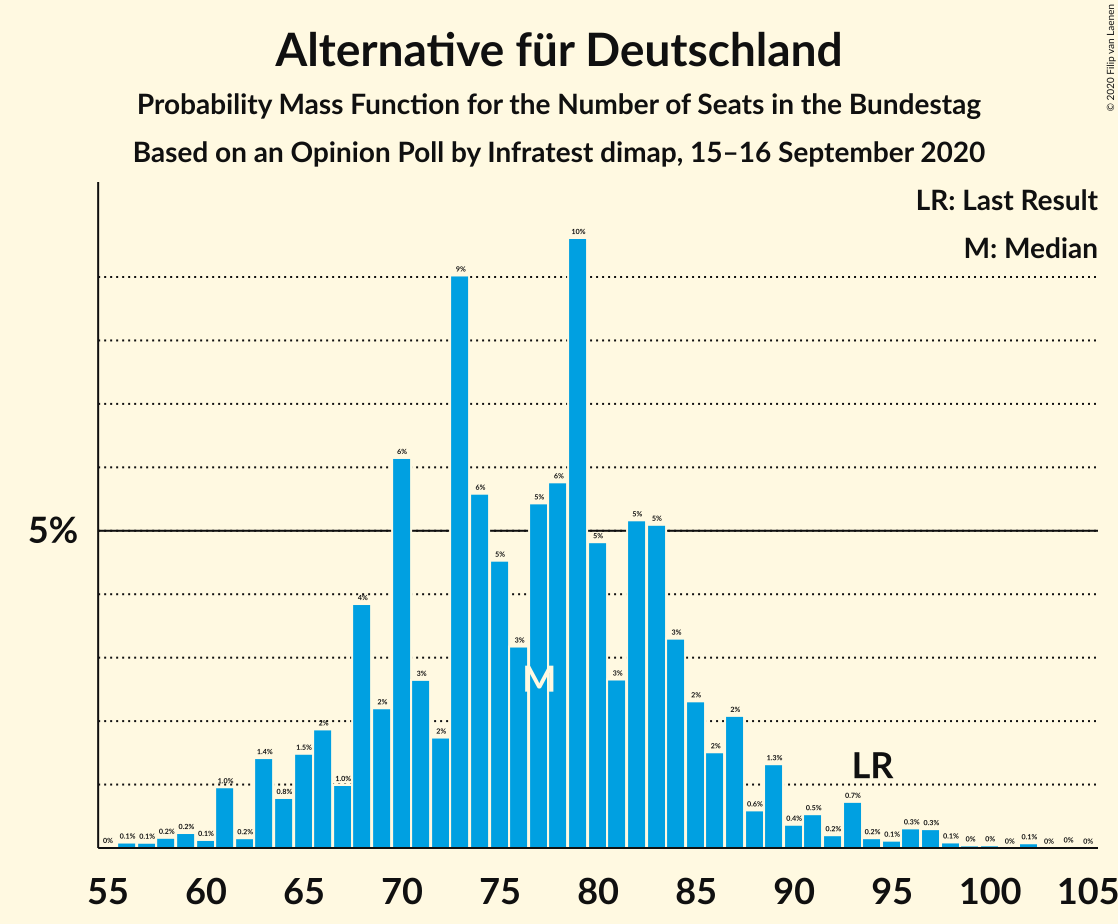 Alternative für Deutschland
Probability Mass Function for the Number of Seats in the Bundestag
Based on an Opinion Poll by Infratest dimap, 15–16 September 2020
© 2020 Filip van Laenen
LR: Last Result
M: Median
5%
0% 0.1% 0.1% 0.2% 0.2% 0.1% 1.0% 0.2% 1.4% 0.8% 1.5% 2% 1.0% 4% 2% 6% 3% 2% 9% 6% 5% 3% 5% 6% 10% 5% 3% 5% 5% 3% 2% 2% 2% 0.6% 1.3% 0.4% 0.5% 0.2% 0.7% 0.2% 0.1% 0.3% 0.3% 0.1% 0% 0% 0% 0.1% 0% 0% 0%
M
LR
55 60 65 70 75 80 85 90 95 100 105